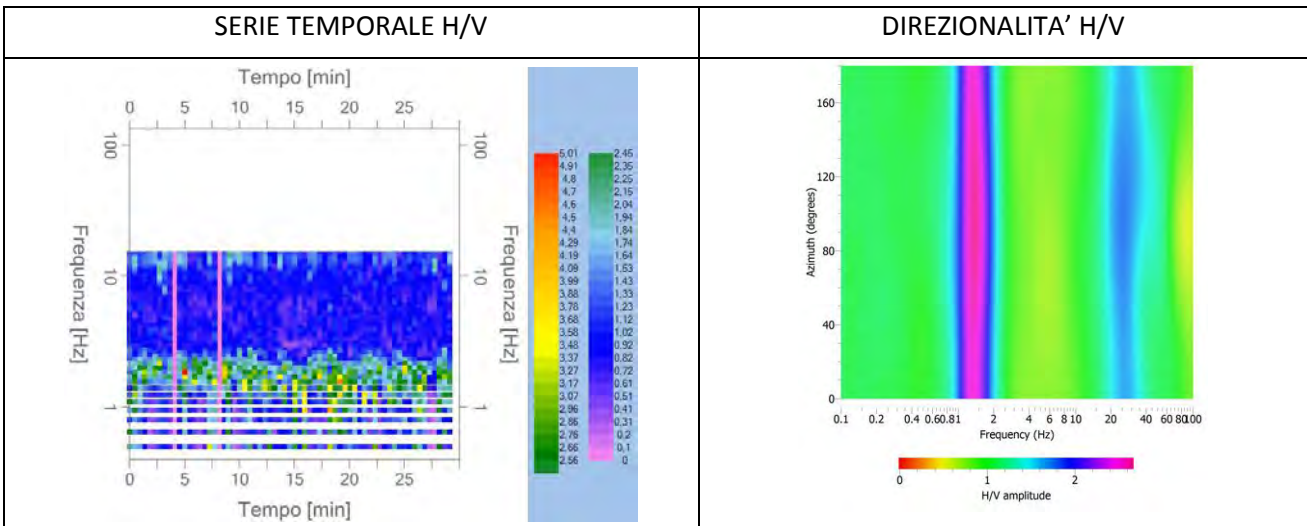 SERIE TEMPORALE H/V
DIREZIONALITA’ H/V
Tempo [min]
0 5 10 15 20 25
100
10
1
Frequenza [Hz]
100
10
1
Frequenza [Hz]
0 5 10 15 20 25
Tempo [min]
5,01 2,45
4,91 2,35
4,8 2,25
4,7 2,15
4,6 2,04
4,5 1,94
4,4 1,84
4,29 1,74
4,19 1,64
4,09 1,53
3,99 1,43
3,88 1,33
3,78 1,23
3,68 1,12
3,58 1,02
3,48 0,92
3,37 0,82
3,27 0,72
3,17 0,61
3,07 0,51
2,96 0,41
2,86 0,31
2,76 0,2
2,66 0,1
2,56 0
160
120
80
40
0
Azimuth (degrees)
0.1 0.2 0.4 0.60.81 2 4 6 8 10 20 40 60 80100
Frequency (Hz)
0 1 2
H/V amplitude